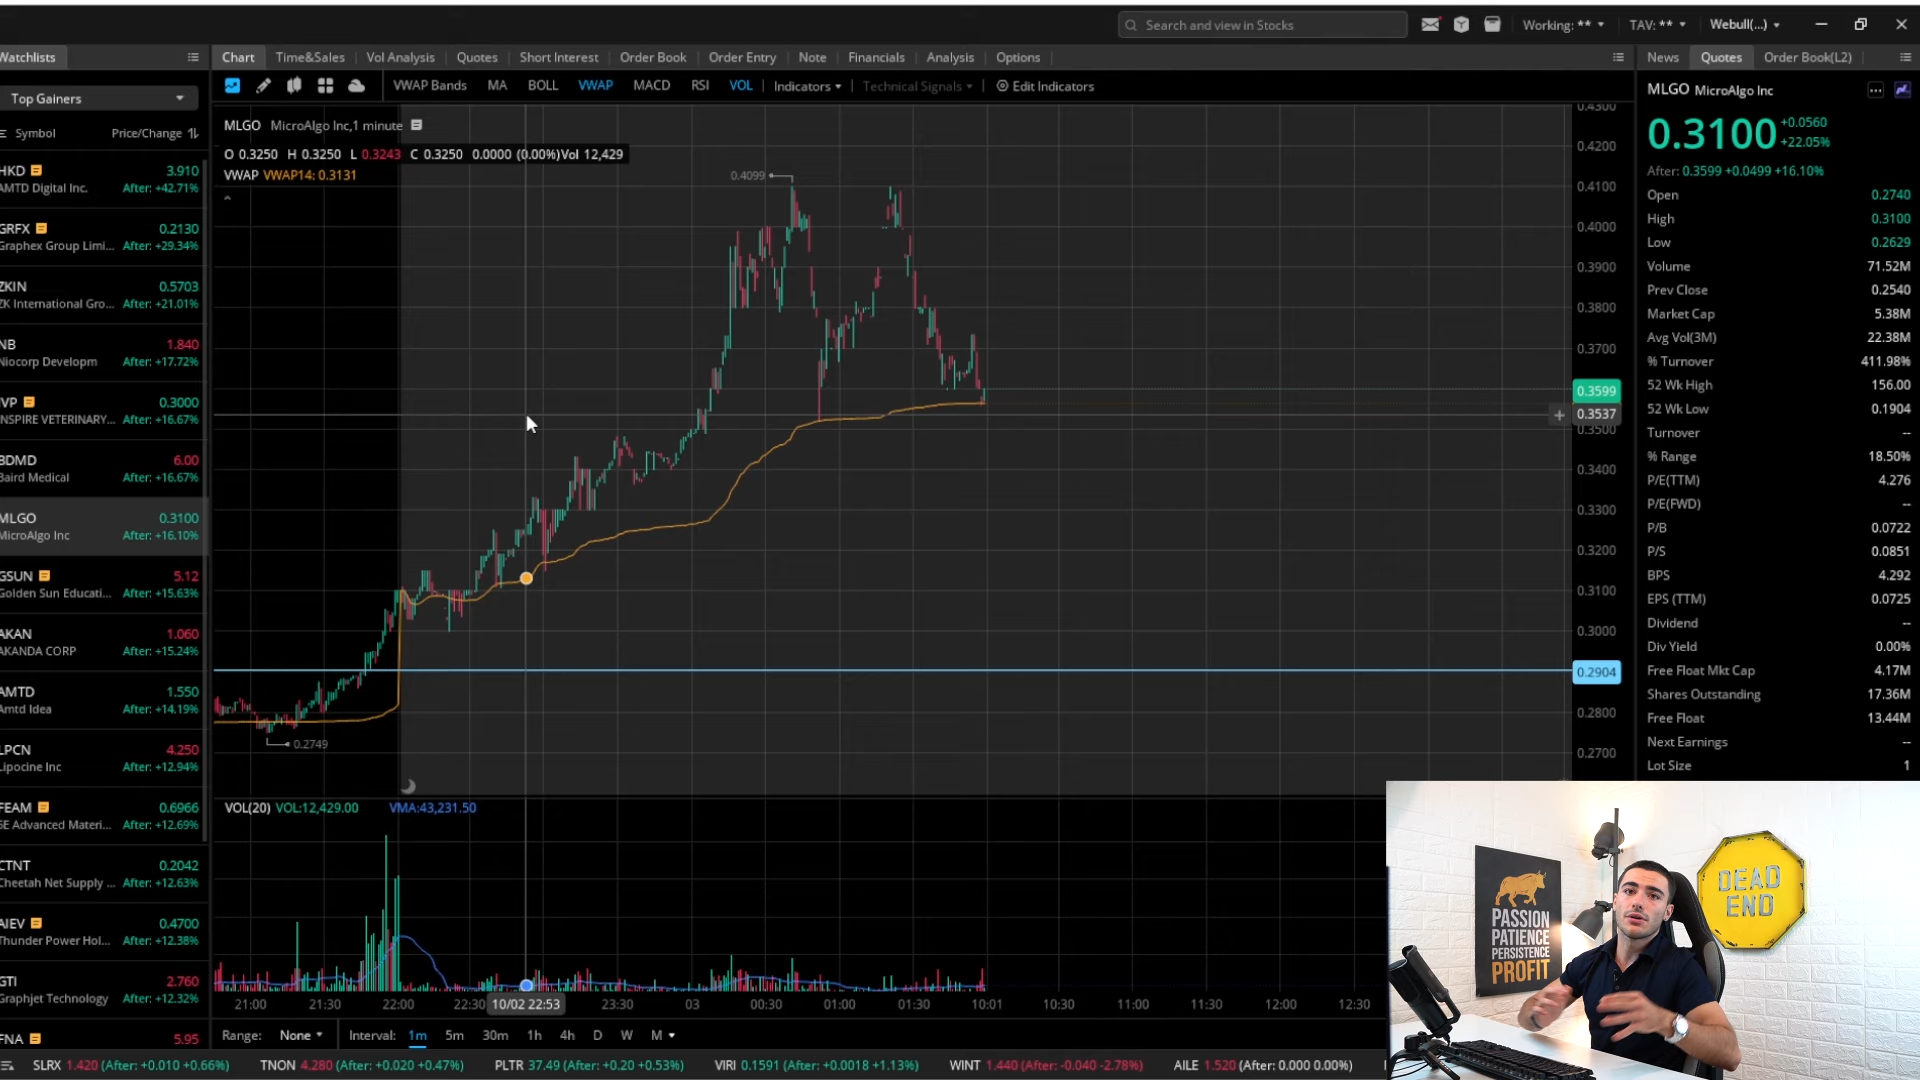 Search and view in Stocks
Working: **
TAV: **
Webull(...)
Watchlists
Chart
Time&Sales
Vol Analysis
Quotes
Short Interest
Order Book
Order Entry
Note
Financials
Analysis
Options
News
Quotes
Order Book(L2)
Top Gainers
VWAP Bands
MA
BOLL
VWAP
MACD
RSI
VOL
Indicators
Technical Signals
Edit Indicators
Symbol
Price/Change
HKD 3.910
AMTD Digital Inc. After: +42.71%
GRFX 0.2130
Graphex Group Limi... After: +29.34%
ZKIN 0.5703
ZK International Gro... After: +21.01%
NB 1.840
Niocorp Developm After: +17.72%
IVP 0.3000
INSPIRE VETERINARY... After: +16.67%
BDMD 6.00
Baird Medical After: +16.67%
MLGO 0.3100
MicroAlgo Inc After: +16.10%
GSUN 5.12
Golden Sun Educati... After: +15.63%
AKAN 1.060
AKANDA CORP After: +15.24%
AMTD 1.550
Amtd Idea After: +14.19%
LPCN 4.250
Lipocine Inc After: +12.94%
FEAM 0.6966
5E Advanced Materi... After: +12.69%
CTNT 0.2042
Cheetah Net Supply ... After: +12.63%
AIEV 0.4700
Thunder Power Hol... After: +12.38%
GTI 2.760
Graphjet Technology After: +12.32%
FNA 5.95
MLGO MicroAlgo Inc,1 minute
O 0.3250 H 0.3250 L 0.3243 C 0.3250 0.0000 (0.00%)Vol 12,429
VWAP VWAP14: 0.3131
0.4099
0.2749
0.4300
0.4200
0.4100
0.4000
0.3900
0.3800
0.3700
0.3599
0.3537
0.3500
0.3400
0.3300
0.3200
0.3100
0.3000
0.2904
0.2800
0.2700
VOL(20) VOL:12,429.00 VMA:43,231.50
21:00 21:30 22:00 22:30 10/02 22:53 23:30 03 00:30 01:00 01:30 10:01 10:30 11:00 11:30 12:00 12:30
Range: None Interval: 1m 5m 30m 1h 4h D W M
SLRX 1.420 (After: +0.010 +0.66%)
TNON 4.280 (After: +0.020 +0.47%)
PLTR 37.49 (After: +0.20 +0.53%)
VIRI 0.1591 (After: +0.0018 +1.13%)
WINT 1.440 (After: -0.040 -2.78%)
AILE 1.520 (After: 0.000 0.00%)
MLGO MicroAlgo Inc
0.3100 +0.0560
+22.05%
After: 0.3599 +0.0499 +16.10%
Open 0.2740
High 0.3100
Low 0.2629
Volume 71.52M
Prev Close 0.2540
Market Cap 5.38M
Avg Vol(3M) 22.38M
% Turnover 411.98%
52 Wk High 156.00
52 Wk Low 0.1904
Turnover --
% Range 18.50%
P/E(TTM) 4.276
P/E(FWD) --
P/B 0.0722
P/S 0.0851
BPS 4.292
EPS (TTM) 0.0725
Dividend --
Div Yield 0.00%
Free Float Mkt Cap 4.17M
Shares Outstanding 17.36M
Free Float 13.44M
Next Earnings --
Lot Size 1
PASSION
PATIENCE
PERSISTENCE
PROFIT
DEAD
END